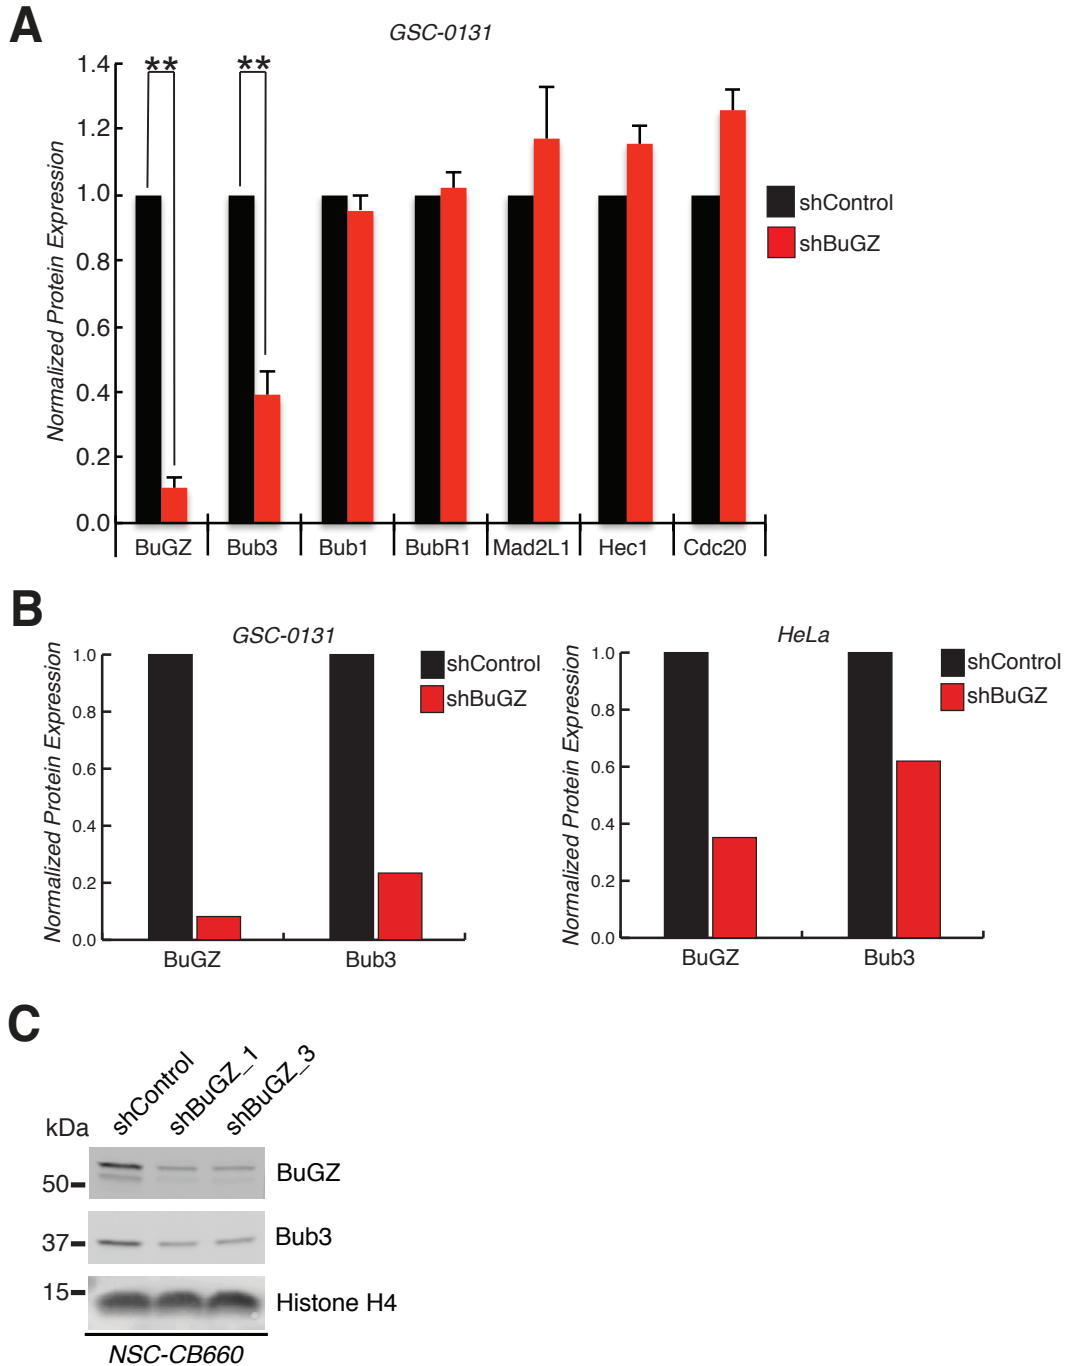 A
GSC-0131
** **
Normalized Protein Expression
1.4
1.2
1.0
0.8
0.6
0.4
0.2
0.0
shControl
shBuGZ
BuGZ Bub3 Bub1 BubR1 Mad2L1 Hec1 Cdc20
B
GSC-0131
Normalized Protein Expression
1.0
0.8
0.6
0.4
0.2
0.0
shControl
shBuGZ
BuGZ Bub3
HeLa
Normalized Protein Expression
1.0
0.8
0.6
0.4
0.2
0.0
shControl
shBuGZ
BuGZ Bub3
C
kDa shControl shBuGZ_1 shBuGZ_3
50 BuGZ
37 Bub3
15 Histone H4
NSC-CB660